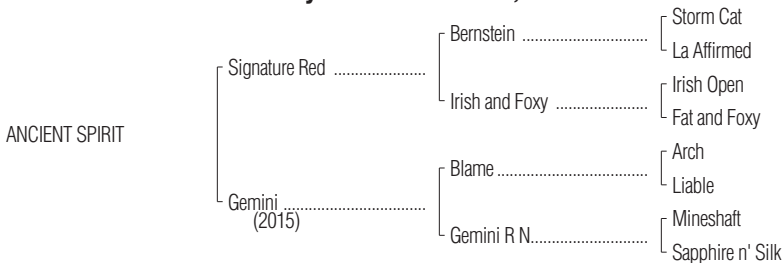 Storm Cat
Bernstein ......................
La Affirmed
Signature Red ......................
Irish Open
Irish and Foxy ................
Fat and Foxy
ANCIENT SPIRIT
Arch
Blame ............................
Liable
Gemini ..................................
(2015)
Mineshaft
Gemini R N .....................
Sapphire n' Silk